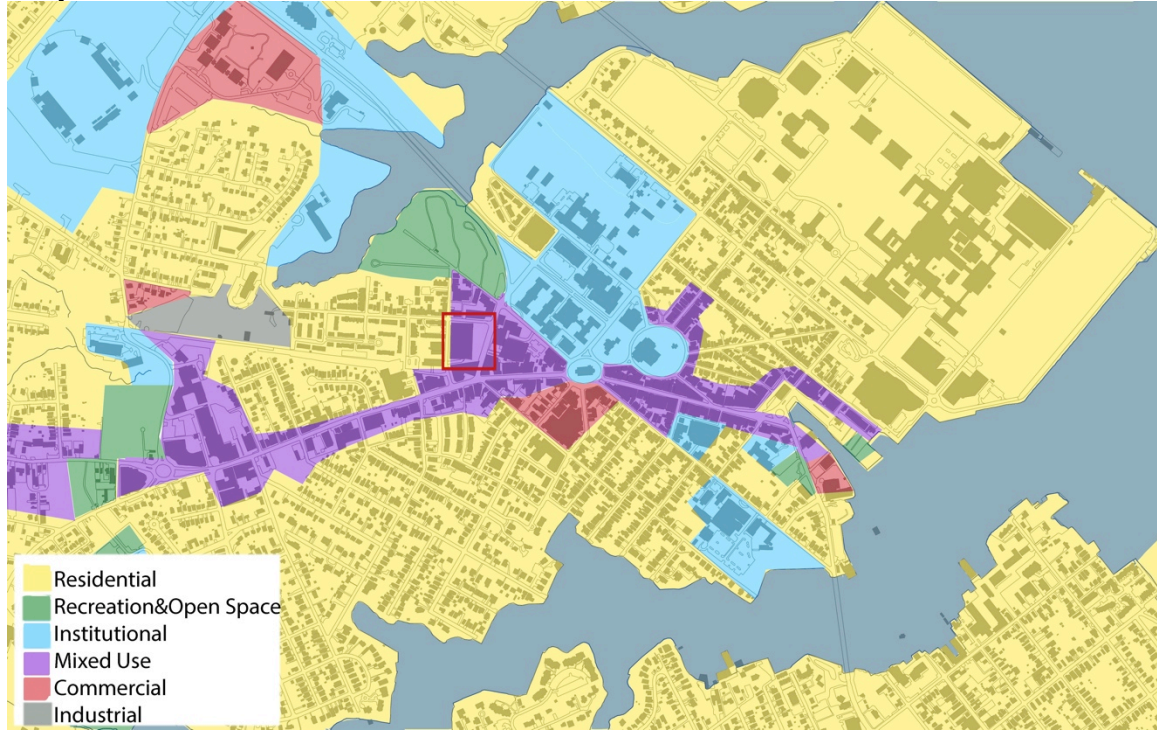 Residential
Recreation&Open Space
Institutional
Mixed Use
Commercial
Industrial